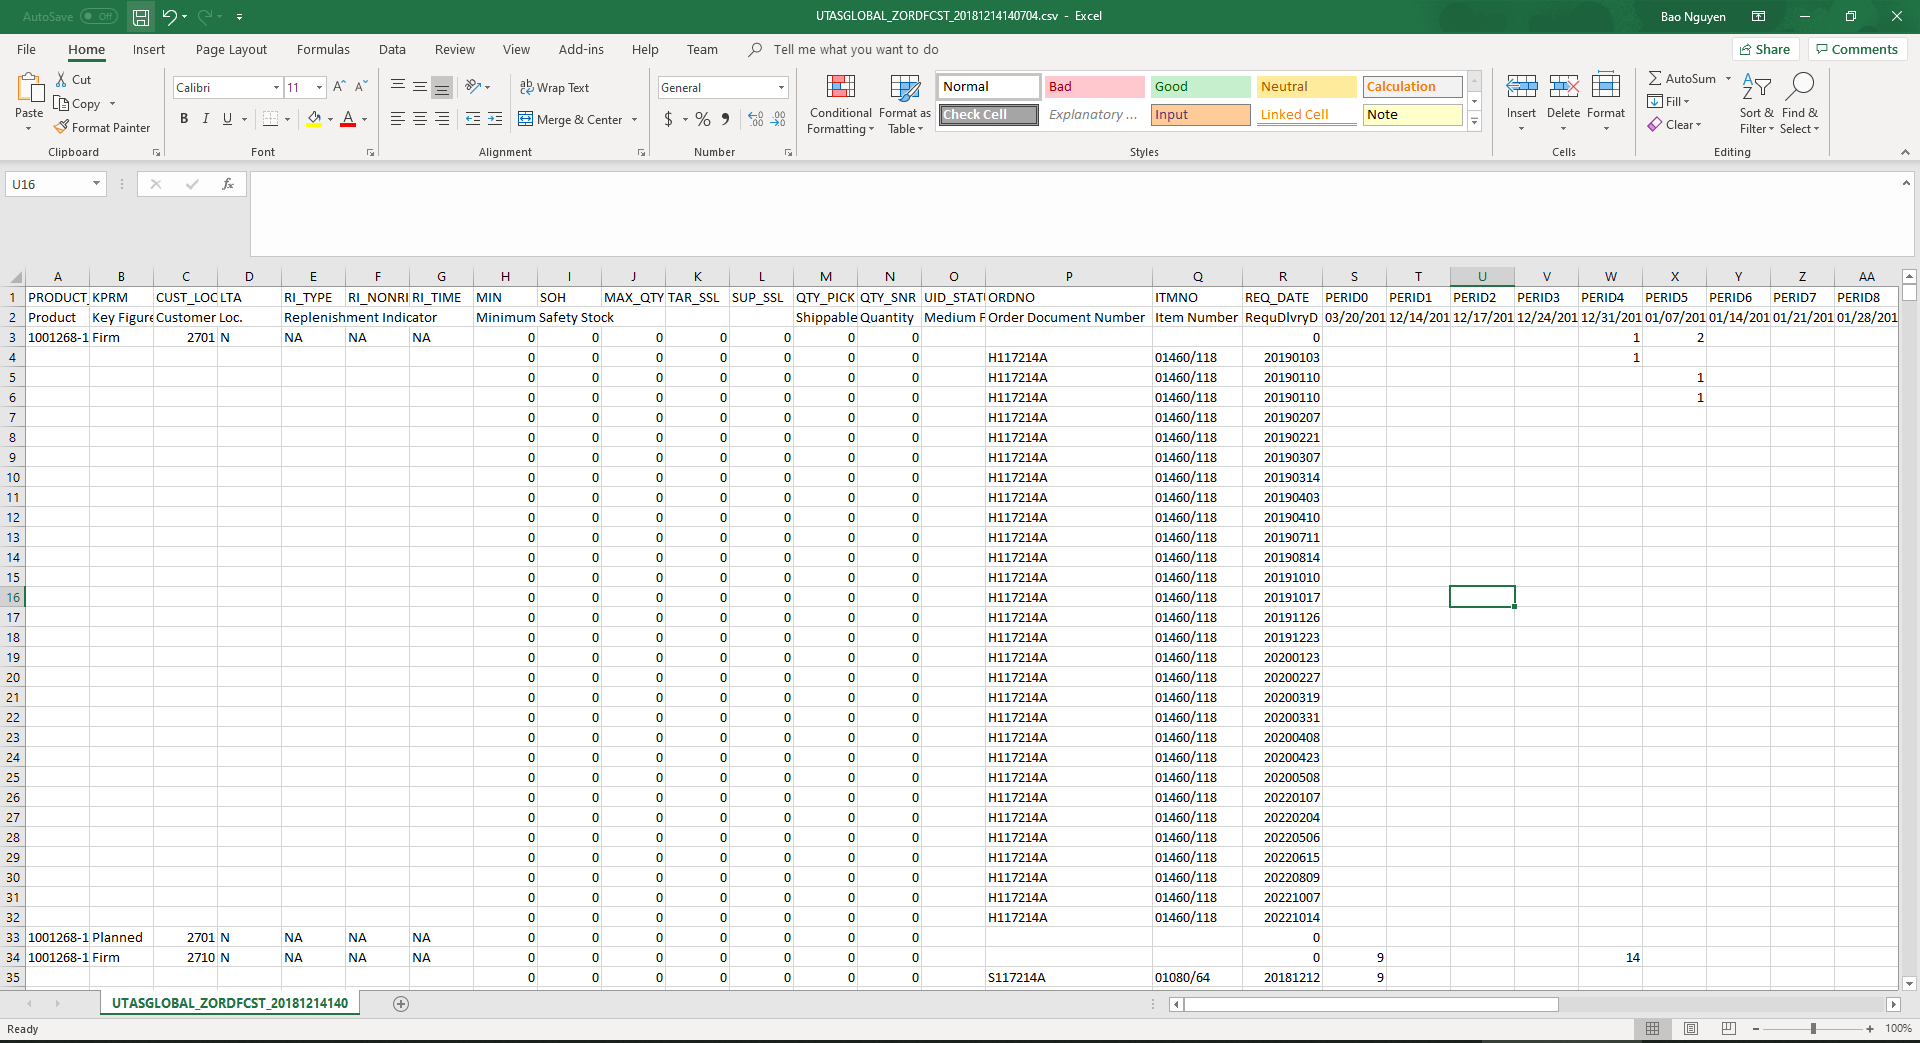 AutoSave Off
UTASGLOBAL_ZORDFCST_20181214140704.csv - Excel
Bao Nguyen
File Home Insert Page Layout Formulas Data Review View Add-ins Help Team Tell me what you want to do Share Comments
Paste Cut Copy Format Painter Clipboard
Calibri 11 A A B I U A Font
Wrap Text Merge & Center Alignment
General $ % Number
Conditional Formatting Format as Table
Normal Bad Good Neutral Calculation
Check Cell Explanatory ... Input Linked Cell Note
Styles
Insert Delete Format Cells
AutoSum Fill Clear Sort & Filter Find & Select Editing
U16 fx
A B C D E F G H I J K L M N O P Q R S T U V W X Y Z AA
1 PRODUCT_ KPRM CUST_LOC LTA RI_TYPE RI_NONRI RI_TIME MIN SOH MAX_QTY TAR_SSL SUP_SSL QTY_PICK QTY_SNR UID_STATU ORDNO ITMNO REQ_DATE PERID0 PERID1 PERID2 PERID3 PERID4 PERID5 PERID6 PERID7 PERID8
2 Product Key Figure Customer Loc. Replenishment Indicator Minimum Safety Stock Shippable Quantity Medium F Order Document Number Item Number RequDlvryD 03/20/201 12/14/201 12/17/201 12/24/201 12/31/201 01/07/201 01/14/201 01/21/201 01/28/201
3 1001268-1 Firm 2701 N NA NA NA 0 0 0 0 0 0 0 0 1 2
4 0 0 0 0 0 0 0 H117214A 01460/118 20190103 1
5 0 0 0 0 0 0 0 H117214A 01460/118 20190110 1
6 0 0 0 0 0 0 0 H117214A 01460/118 20190110 1
7 0 0 0 0 0 0 0 H117214A 01460/118 20190207
8 0 0 0 0 0 0 0 H117214A 01460/118 20190221
9 0 0 0 0 0 0 0 H117214A 01460/118 20190307
10 0 0 0 0 0 0 0 H117214A 01460/118 20190314
11 0 0 0 0 0 0 0 H117214A 01460/118 20190403
12 0 0 0 0 0 0 0 H117214A 01460/118 20190410
13 0 0 0 0 0 0 0 H117214A 01460/118 20190711
14 0 0 0 0 0 0 0 H117214A 01460/118 20190814
15 0 0 0 0 0 0 0 H117214A 01460/118 20191010
16 0 0 0 0 0 0 0 H117214A 01460/118 20191017
17 0 0 0 0 0 0 0 H117214A 01460/118 20191126
18 0 0 0 0 0 0 0 H117214A 01460/118 20191223
19 0 0 0 0 0 0 0 H117214A 01460/118 20200123
20 0 0 0 0 0 0 0 H117214A 01460/118 20200227
21 0 0 0 0 0 0 0 H117214A 01460/118 20200319
22 0 0 0 0 0 0 0 H117214A 01460/118 20200331
23 0 0 0 0 0 0 0 H117214A 01460/118 20200408
24 0 0 0 0 0 0 0 H117214A 01460/118 20200423
25 0 0 0 0 0 0 0 H117214A 01460/118 20200508
26 0 0 0 0 0 0 0 H117214A 01460/118 20220107
27 0 0 0 0 0 0 0 H117214A 01460/118 20220204
28 0 0 0 0 0 0 0 H117214A 01460/118 20220506
29 0 0 0 0 0 0 0 H117214A 01460/118 20220615
30 0 0 0 0 0 0 0 H117214A 01460/118 20220809
31 0 0 0 0 0 0 0 H117214A 01460/118 20221007
32 0 0 0 0 0 0 0 H117214A 01460/118 20221014
33 1001268-1 Planned 2701 N NA NA NA 0 0 0 0 0 0 0 0
34 1001268-1 Firm 2710 N NA NA NA 0 0 0 0 0 0 0 0 9 14
35 0 0 0 0 0 0 0 S117214A 01080/64 20181212 9
UTASGLOBAL_ZORDFCST_20181214140
Ready 100%